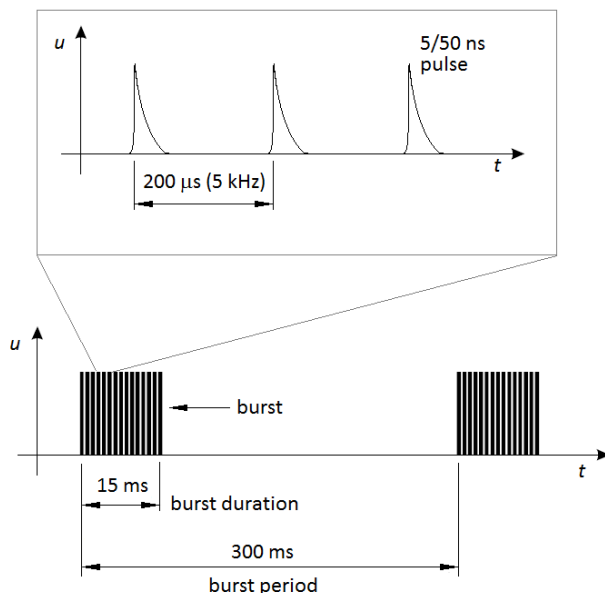 u
5/50 ns
pulse
t
200 μs (5 kHz)
u
burst
t
15 ms
burst duration
300 ms
burst period